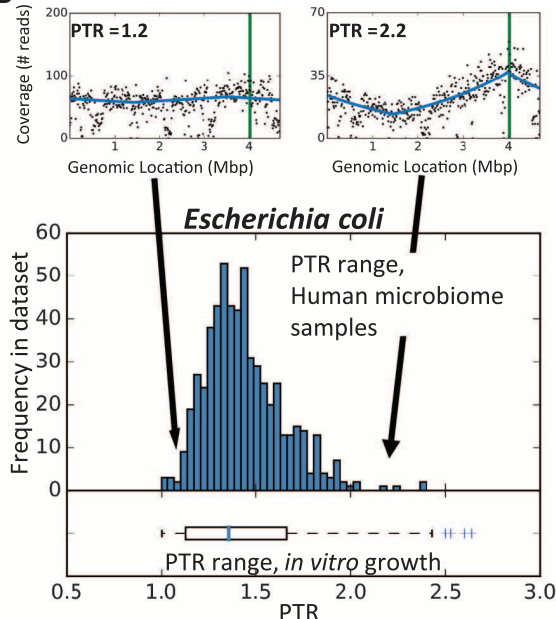 PTR = 1.2
PTR = 2.2
Coverage (# reads)
200
100
0
70
35
0
1 2 3 4
1 2 3 4
Genomic Location (Mbp)
Genomic Location (Mbp)
Escherichia coli
PTR range,
Human microbiome
samples
Frequency in dataset
60
50
40
30
20
10
0
PTR range, in vitro growth
0.5 1.0 1.5 2.0 2.5 3.0
PTR